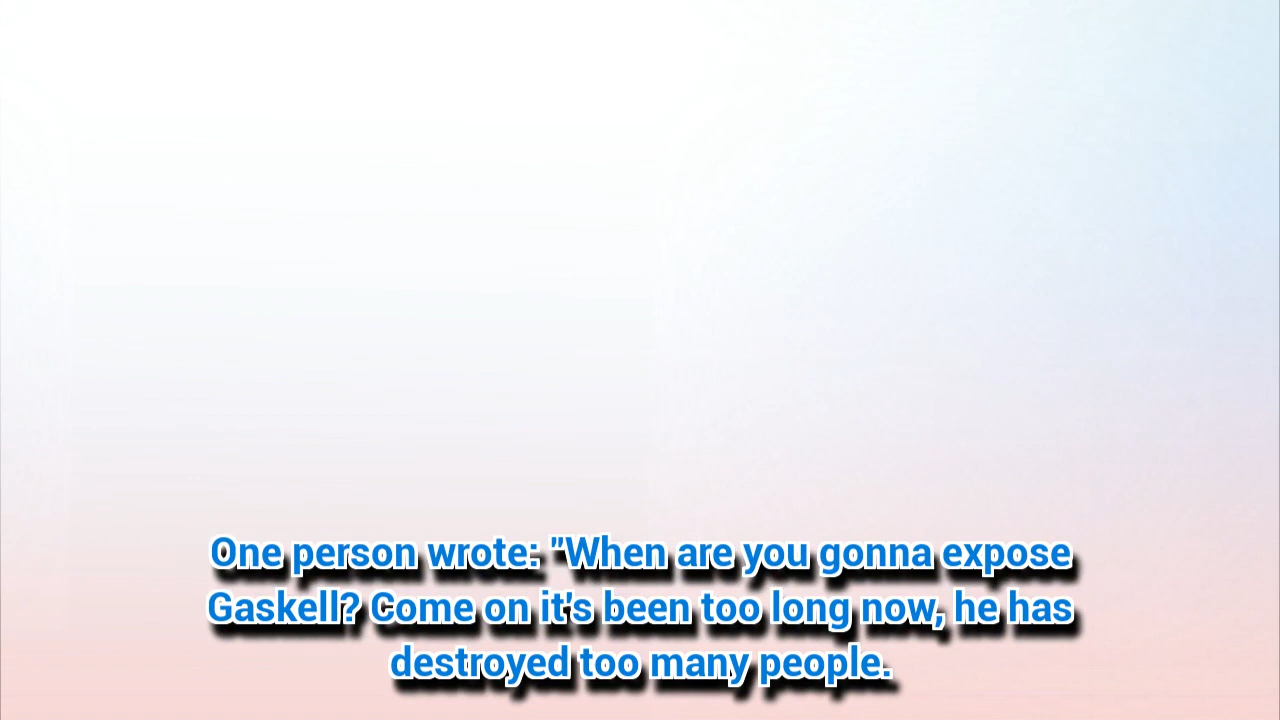 One person wrote: "When are you gonna expose
Gaskell? Come on it's been too long now, he has
destroyed too many people.